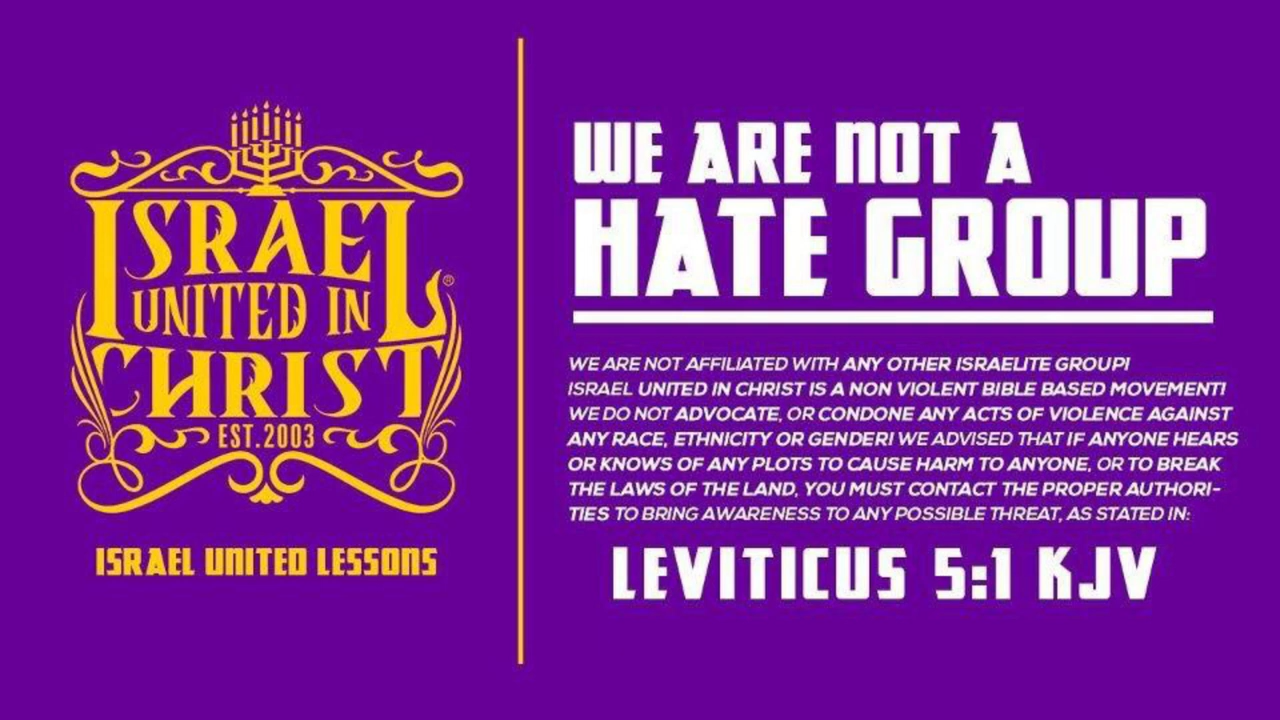 ISRAEL
UNITED IN
CHRIST
®
EST. 2003
ISRAEL UNITED LESSONS
WE ARE NOT A
HATE GROUP
WE ARE NOT AFFILIATED WITH ANY OTHER ISRAELITE GROUP!
ISRAEL UNITED IN CHRIST IS A NON VIOLENT BIBLE BASED MOVEMENT!
WE DO NOT ADVOCATE, OR CONDONE ANY ACTS OF VIOLENCE AGAINST
ANY RACE, ETHNICITY OR GENDER! WE ADVISED THAT IF ANYONE HEARS
OR KNOWS OF ANY PLOTS TO CAUSE HARM TO ANYONE, OR TO BREAK
THE LAWS OF THE LAND, YOU MUST CONTACT THE PROPER AUTHORI-
TIES TO BRING AWARENESS TO ANY POSSIBLE THREAT, AS STATED IN:
LEVITICUS 5:1 KJV